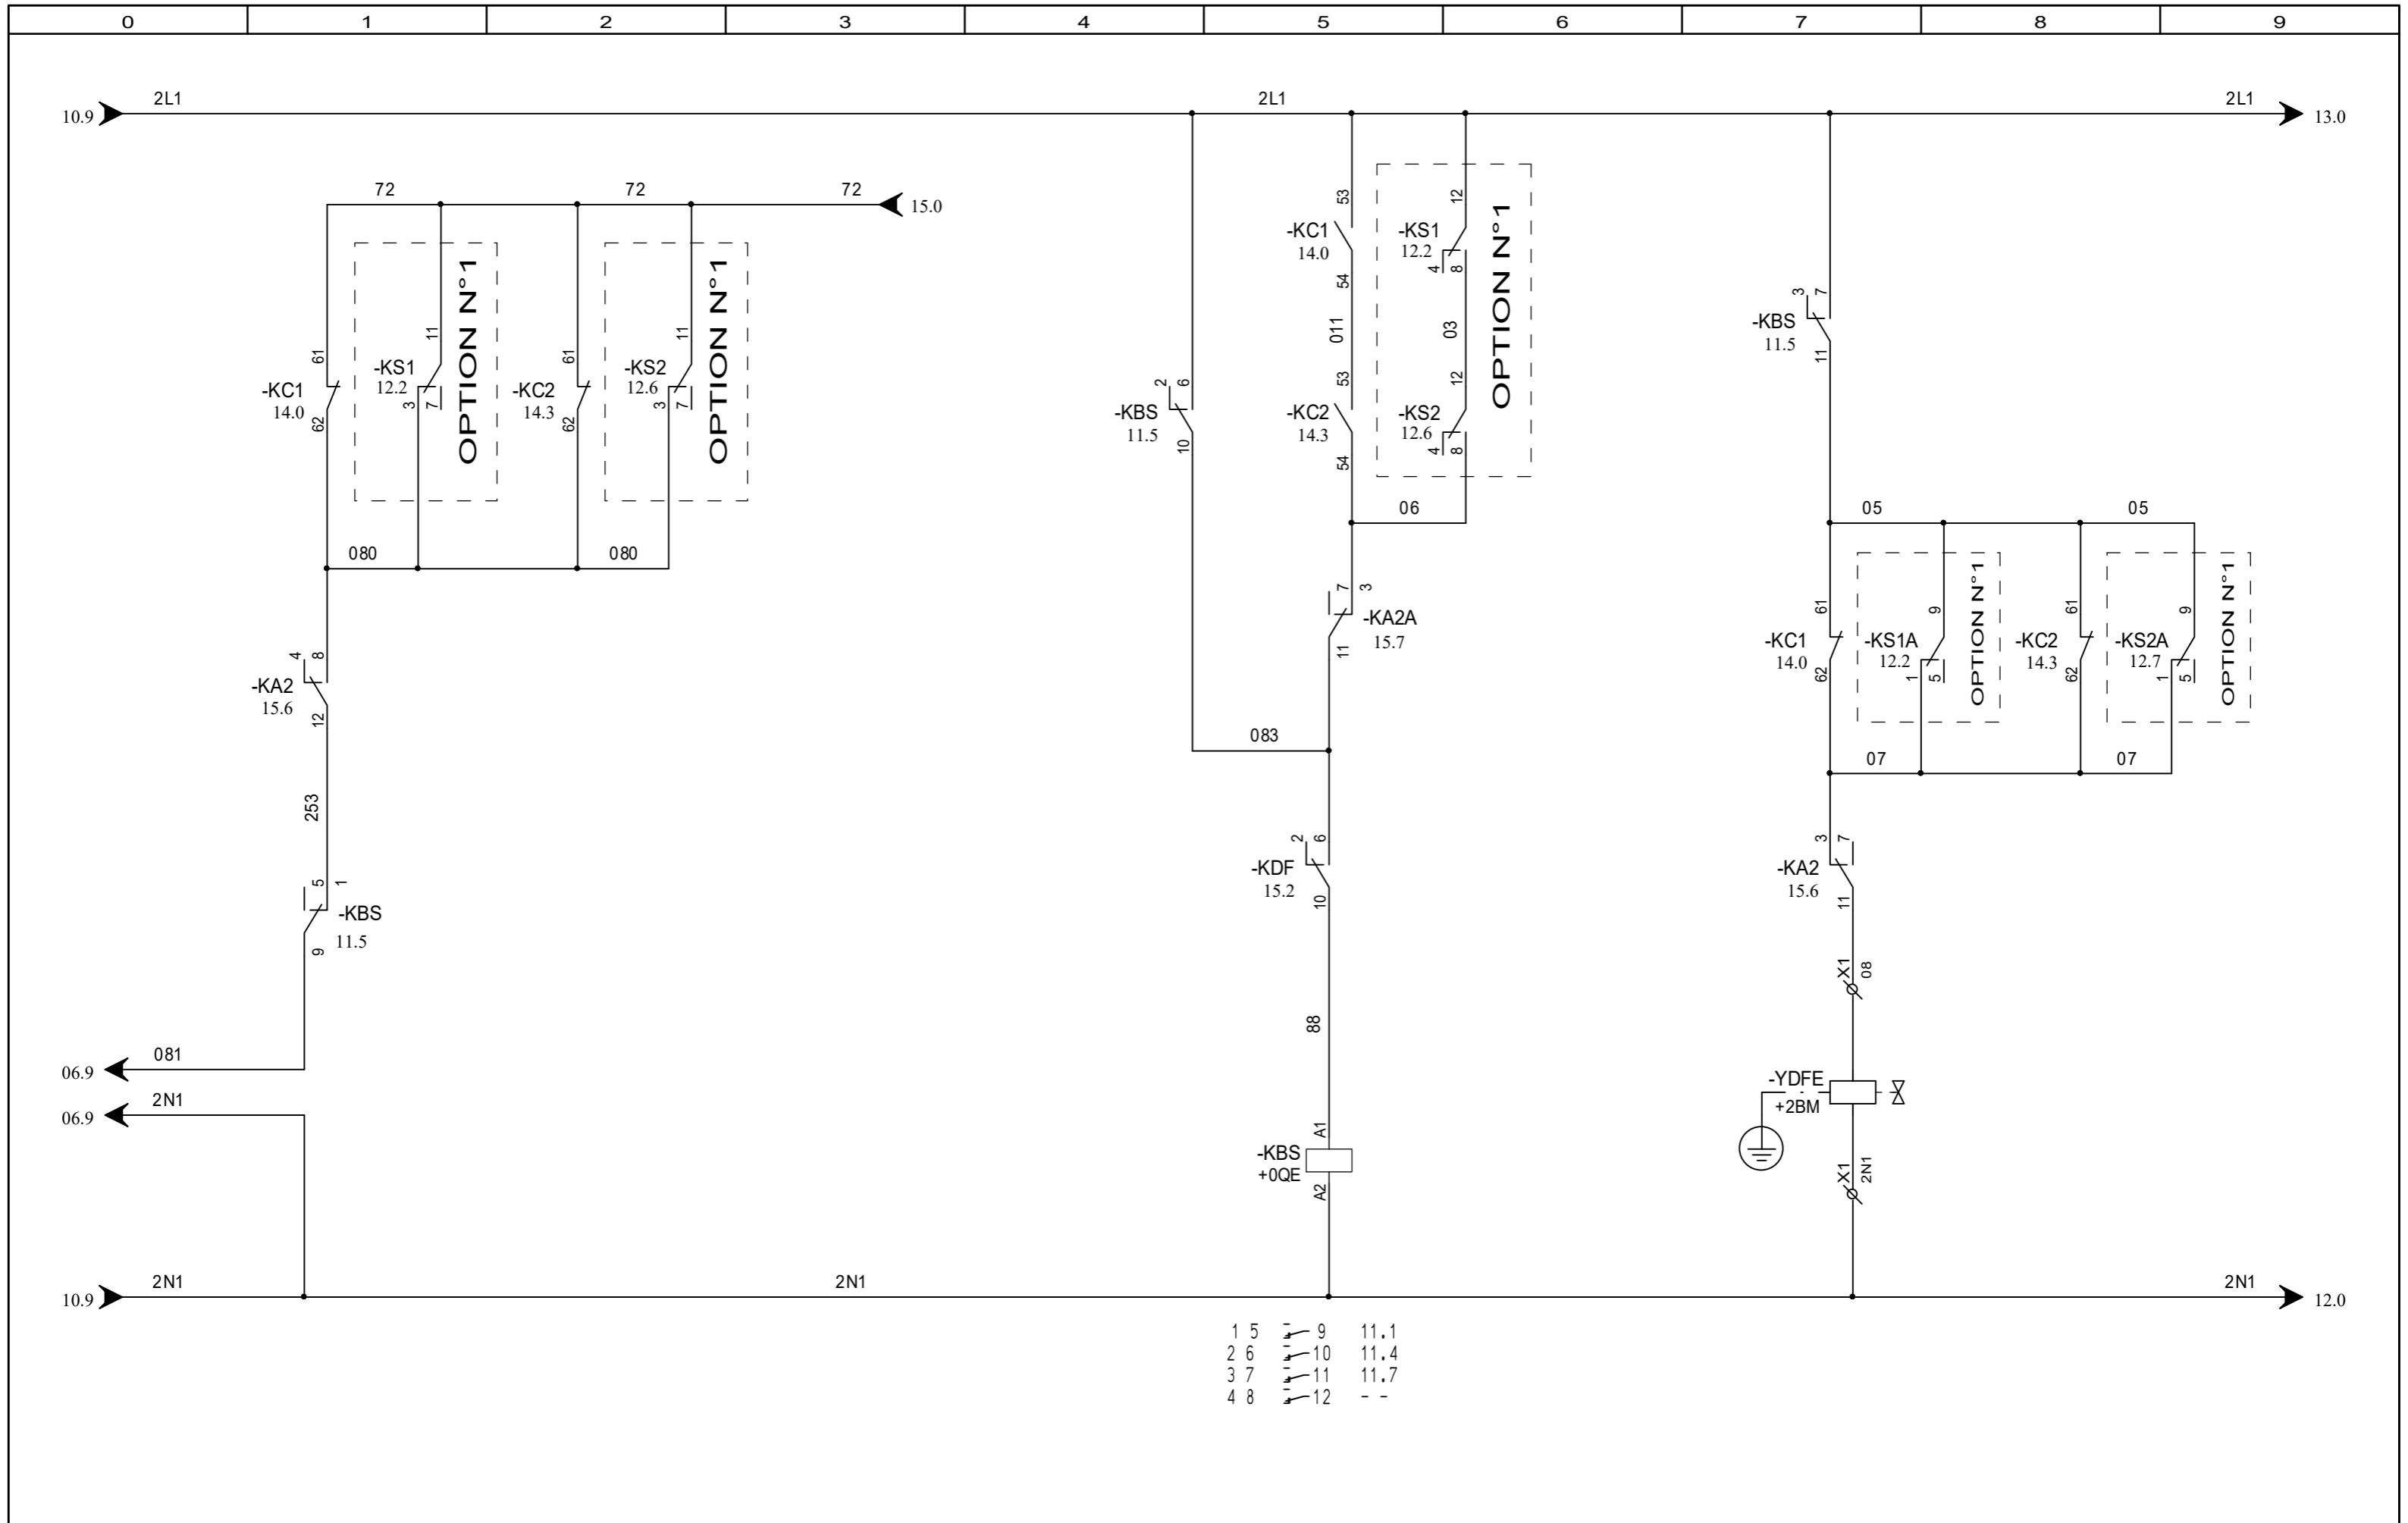 0 1 2 3 4 5 6 7 8 9
2L1 2L1 2L1
10.9 13.0
72 72 72
15.0
53 12
-KC1 -KS1
14.0 12.2
4 8
54
OPTION N°1
OPTION N°1
OPTION N°1
3 7
-KBS
11.5
11
011 03
61 11 61 11
-KC1 -KS1 -KC2 -KS2
14.0 12.2 14.3 12.6
62 3 7 62 3 7
2 6
-KBS
11.5
10
53 12
-KC2 -KS2
14.3 12.6
4 8
54
06
05 05
080 080
7 3
-KA2A
15.7
11
61 9 61 9
-KC1 -KS1A -KC2 -KS2A
14.0 12.2 14.3 12.7
62 1 5 62 1 5
OPTION N°1
OPTION N°1
4 8
-KA2
15.6
12
083
07 07
253
2 6
-KDF
15.2
10
3 7
-KA2
15.6
11
5 1
-KBS
11.5
9
X1
08
88
081
06.9
2N1
06.9
-YDFE
+2BM
A1
-KBS
+0QE
A2
X1
2N1
2N1 2N1 2N1
10.9 12.0
1 5 9 11.1
2 6 10 11.4
3 7 11 11.7
4 8 12 - -